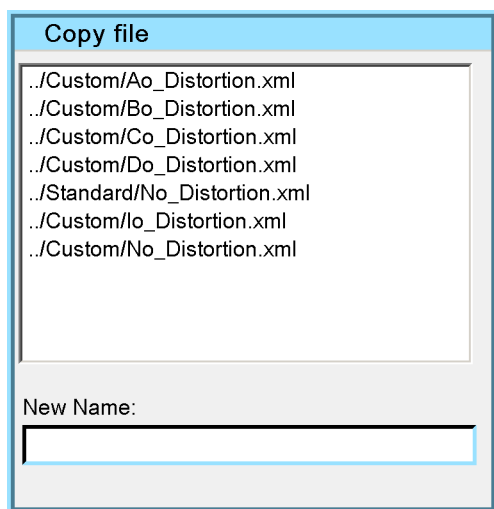 Copy file
../Custom/Ao_Distortion.xml
../Custom/Bo_Distortion.xml
../Custom/Co_Distortion.xml
../Custom/Do_Distortion.xml
../Standard/No_Distortion.xml
../Custom/Io_Distortion.xml
../Custom/No_Distortion.xml
New Name: